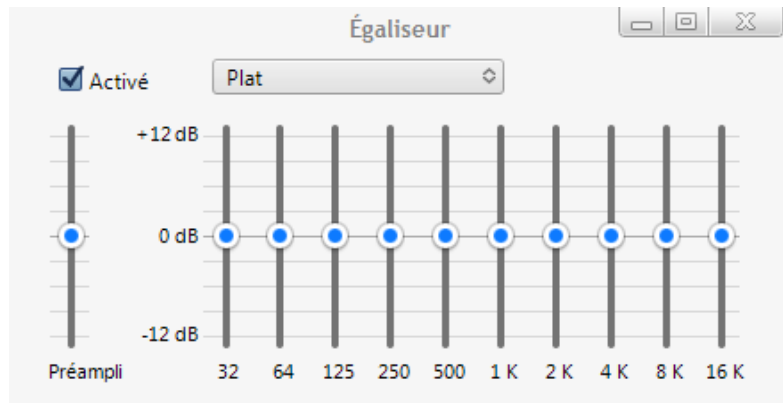 Égaliseur
Activé Plat
+12 dB
0 dB
-12 dB
Préampli 32 64 125 250 500 1 K 2 K 4 K 8 K 16 K